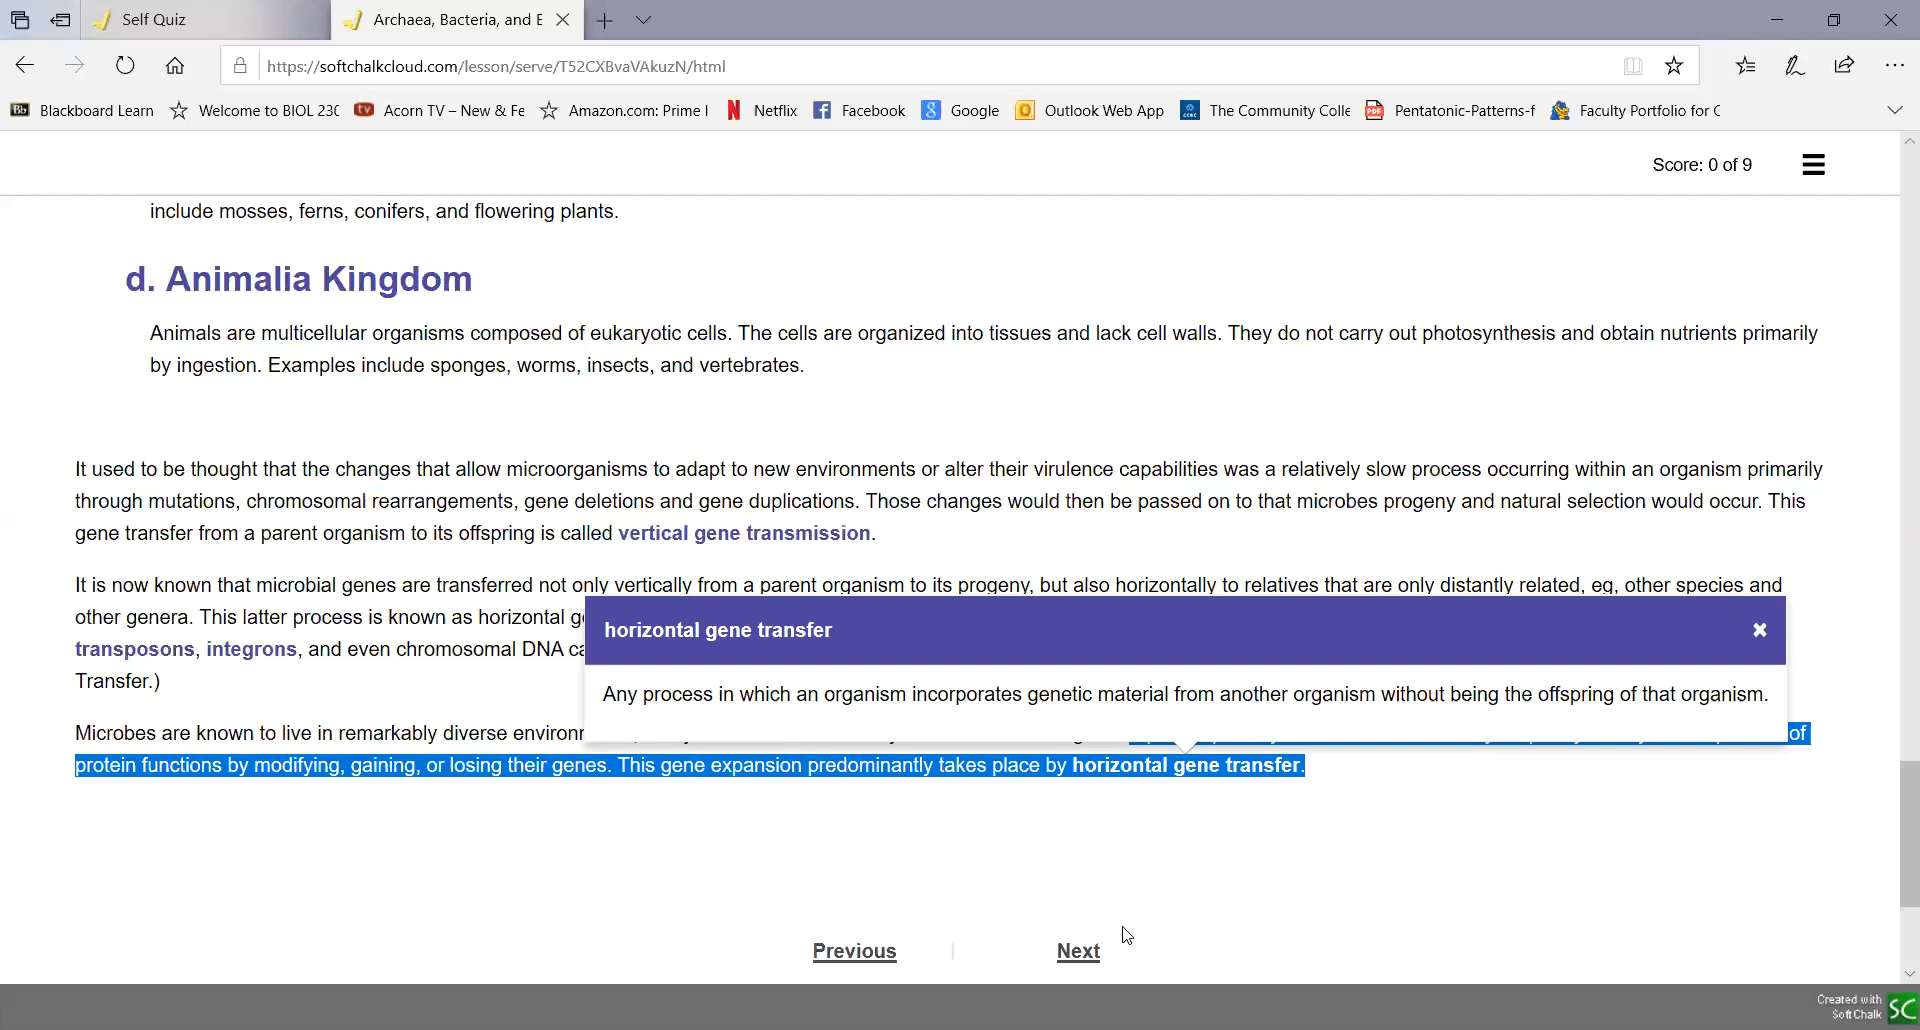 Self Quiz
Archaea, Bacteria, and E
https://softchalkcloud.com/lesson/serve/T52CXBvaVAkuzN/html
Bb Blackboard Learn Welcome to BIOL 230 tv Acorn TV – New & Fe Amazon.com: Prime I N Netflix f Facebook 8 Google Outlook Web App CCBC The Community Colle PDF Pentatonic-Patterns-f Faculty Portfolio for C
Score: 0 of 9
include mosses, ferns, conifers, and flowering plants.
d. Animalia Kingdom
Animals are multicellular organisms composed of eukaryotic cells. The cells are organized into tissues and lack cell walls. They do not carry out photosynthesis and obtain nutrients primarily
by ingestion. Examples include sponges, worms, insects, and vertebrates.
It used to be thought that the changes that allow microorganisms to adapt to new environments or alter their virulence capabilities was a relatively slow process occurring within an organism primarily
through mutations, chromosomal rearrangements, gene deletions and gene duplications. Those changes would then be passed on to that microbes progeny and natural selection would occur. This
gene transfer from a parent organism to its offspring is called vertical gene transmission.
It is now known that microbial genes are transferred not only vertically from a parent organism to its progeny, but also horizontally to relatives that are only distantly related, eg, other species and
other genera. This latter process is known as horizontal g
transposons, integrons, and even chromosomal DNA ca
Transfer.)
horizontal gene transfer
Any process in which an organism incorporates genetic material from another organism without being the offspring of that organism.
Microbes are known to live in remarkably diverse environ of
protein functions by modifying, gaining, or losing their genes. This gene expansion predominantly takes place by horizontal gene transfer.
Previous | Next
Created with
SoftChalk SC